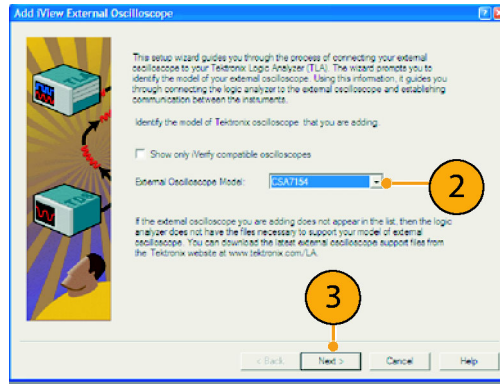 Add iView External Oscilloscope
This setup wizard guides you through the process of connecting your external
oscilloscope to your Tektronix Logic Analyzer (TLA). The wizard prompts you to
identify the model of your external oscilloscope. Using this information, it guides you
through connecting the logic analyzer to the external oscilloscope and establishing
communication between the instruments.
Identify the model of Tektronix oscilloscope that you are adding.
Show only iVerify compatible oscilloscopes
External Oscilloscope Model: CSA7154
2
If the external oscilloscope you are adding does not appear in the list, then the logic
analyzer does not have the files necessary to support your model of external
oscilloscope. You can download the latest external oscilloscope support files from
the Tektronix website at www.tektronix.com/LA.
3
< Back Next > Cancel Help